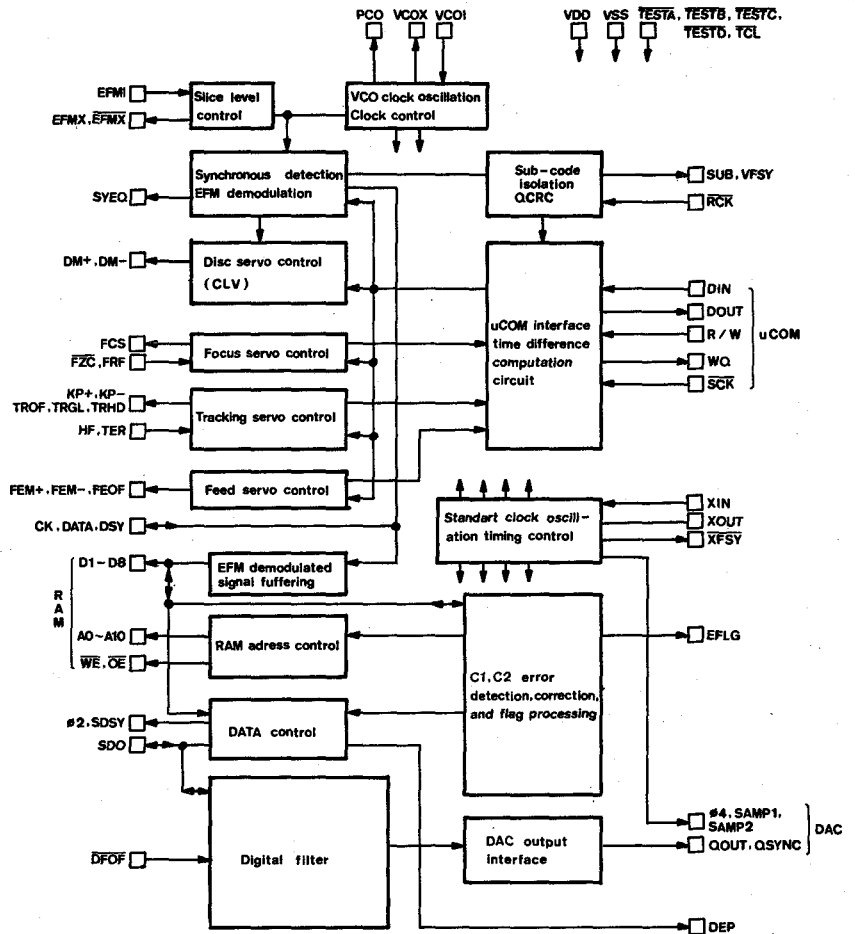 PCO VCOX VCOI
VDD VSS TESTA, TESTB, TESTC,
TESTD, TCL
EFMI
EFMX, EFMX
Slice level
control
VCO clock oscillation
Clock control
Synchronous detection
EFM demodulation
SYEQ
Sub-code
isolation
QCRC
SUB, VFSY
RCK
DM+, DM-
Disc servo control
(CLV)
uCOM interface
time difference
computation
circuit
DIN
DOUT
R/W
WQ
SCK
uCOM
FCS
FZC, FRF
Focus servo control
KP+, KP-
TROF, TRGL, TRHD
HF, TER
Tracking servo control
FEM+, FEM-, FEOF
Feed servo control
CK, DATA, DSY
Standart clock oscill-
ation timing control
XIN
XOUT
XFSY
RAM
D1~D8
EFM demodulated
signal fuffering
A0~A10
WE, OE
RAM adress control
C1, C2 error
detection, correction,
and flag processing
EFLG
ø2, SDSY
SDO
DATA control
DFOF
Digital filter
DAC output
interface
ø4, SAMP1,
SAMP2
QOUT, QSYNC
DAC
DEP